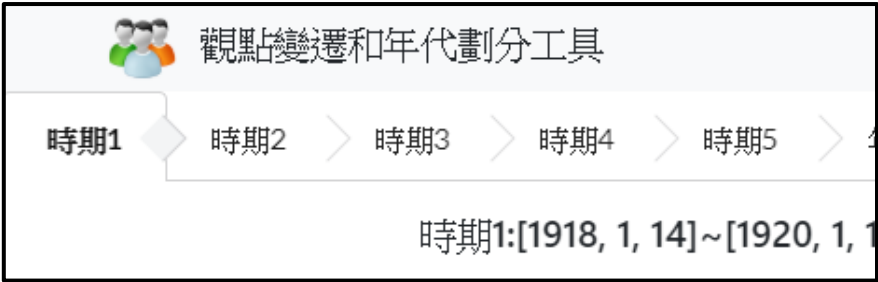 觀點變遷和年代劃分工具
時期1 時期2 時期3 時期4 時期5
時期1:[1918, 1, 14]~[1920, 1, 1